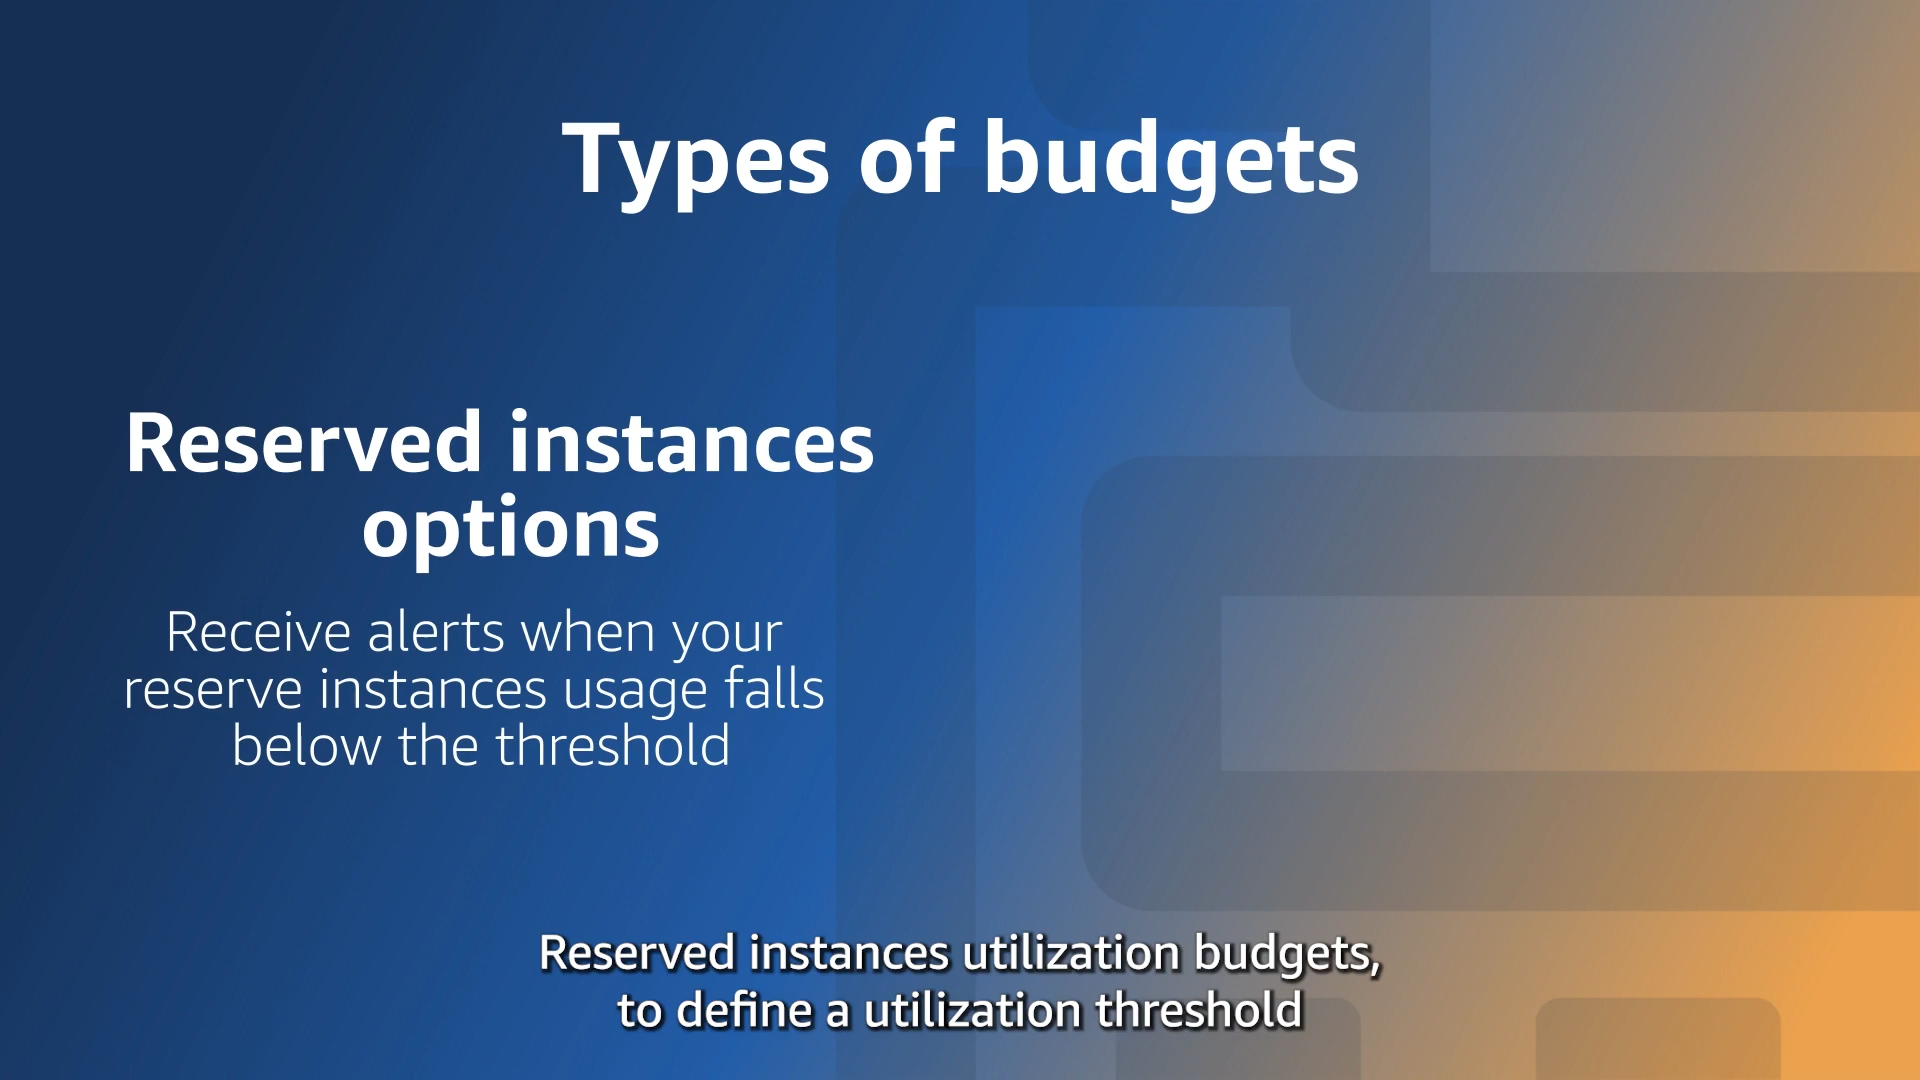 Types of budgets
Reserved instances
options
Receive alerts when your
reserve instances usage falls
below the threshold
Reserved instances utilization budgets,
to define a utilization threshold